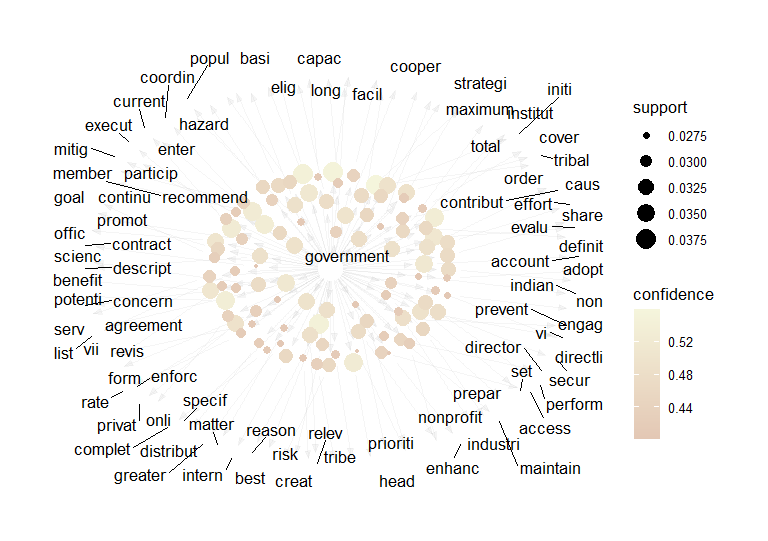 popul basi capac
cooper
coordin
elig long facil
strategi
initi
current
maximum institut
execut hazard
total
cover
mitig enter
tribal
member particip
order
caus
goal continu recommend
contribut effort
share
promot
evalu
offic contract
definit
scienc descript
government
account adopt
benefit
indian non
potenti concern
prevent engag
serv agreement
vi
list vii revis
director directli
form enforc
set secur
rate
specif
prepar perform
privat onli matter
nonprofit access
reason relev
complet distribut
prioriti industri
risk tribe
greater intern best creat
head enhanc maintain
support
0.0275
0.0300
0.0325
0.0350
0.0375
confidence
0.52
0.48
0.44